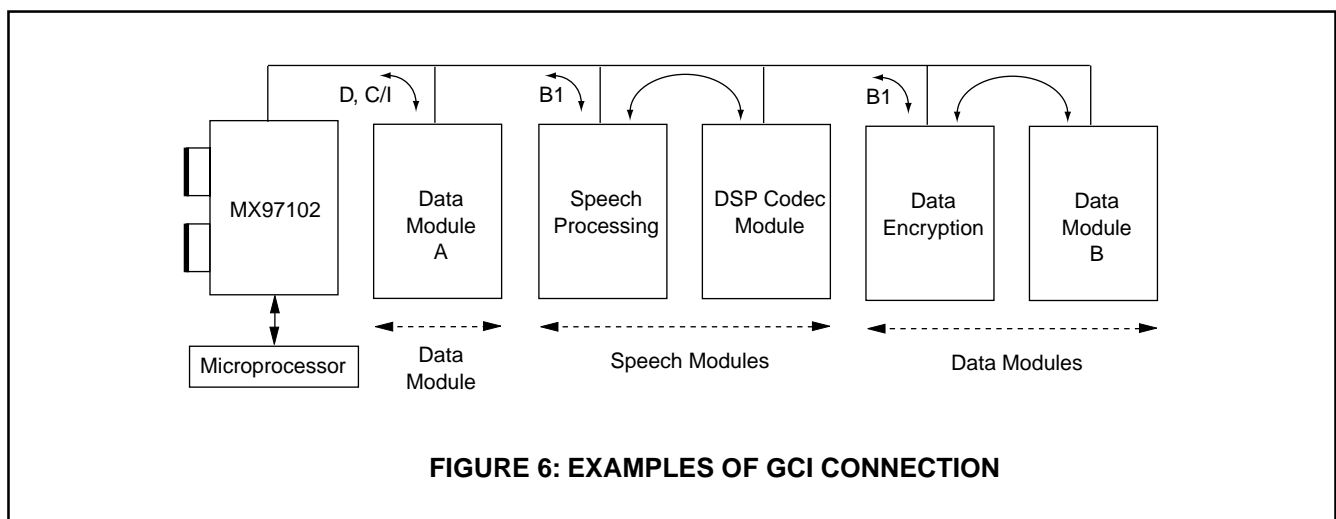 D, C/I
B1
B1
MX97102
Data
Module
A
Speech
Processing
DSP Codec
Module
Data
Encryption
Data
Module
B
Microprocessor
Data
Module
Speech Modules
Data Modules
FIGURE 6: EXAMPLES OF GCI CONNECTION